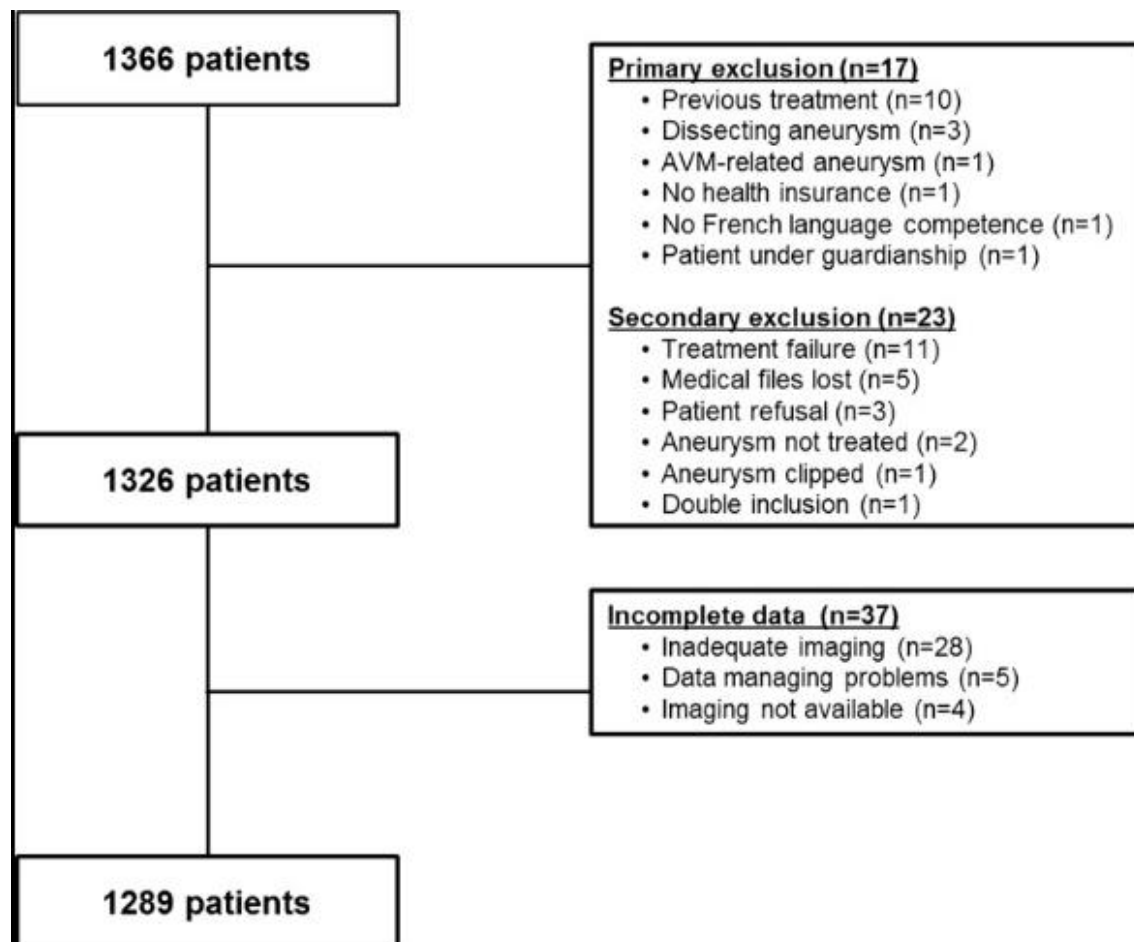 1366 patients
Primary exclusion (n=17)
• Previous treatment (n=10)
• Dissecting aneurysm (n=3)
• AVM-related aneurysm (n=1)
• No health insurance (n=1)
• No French language competence (n=1)
• Patient under guardianship (n=1)
Secondary exclusion (n=23)
• Treatment failure (n=11)
• Medical files lost (n=5)
• Patient refusal (n=3)
• Aneurysm not treated (n=2)
• Aneurysm clipped (n=1)
• Double inclusion (n=1)
1326 patients
Incomplete data (n=37)
• Inadequate imaging (n=28)
• Data managing problems (n=5)
• Imaging not available (n=4)
1289 patients